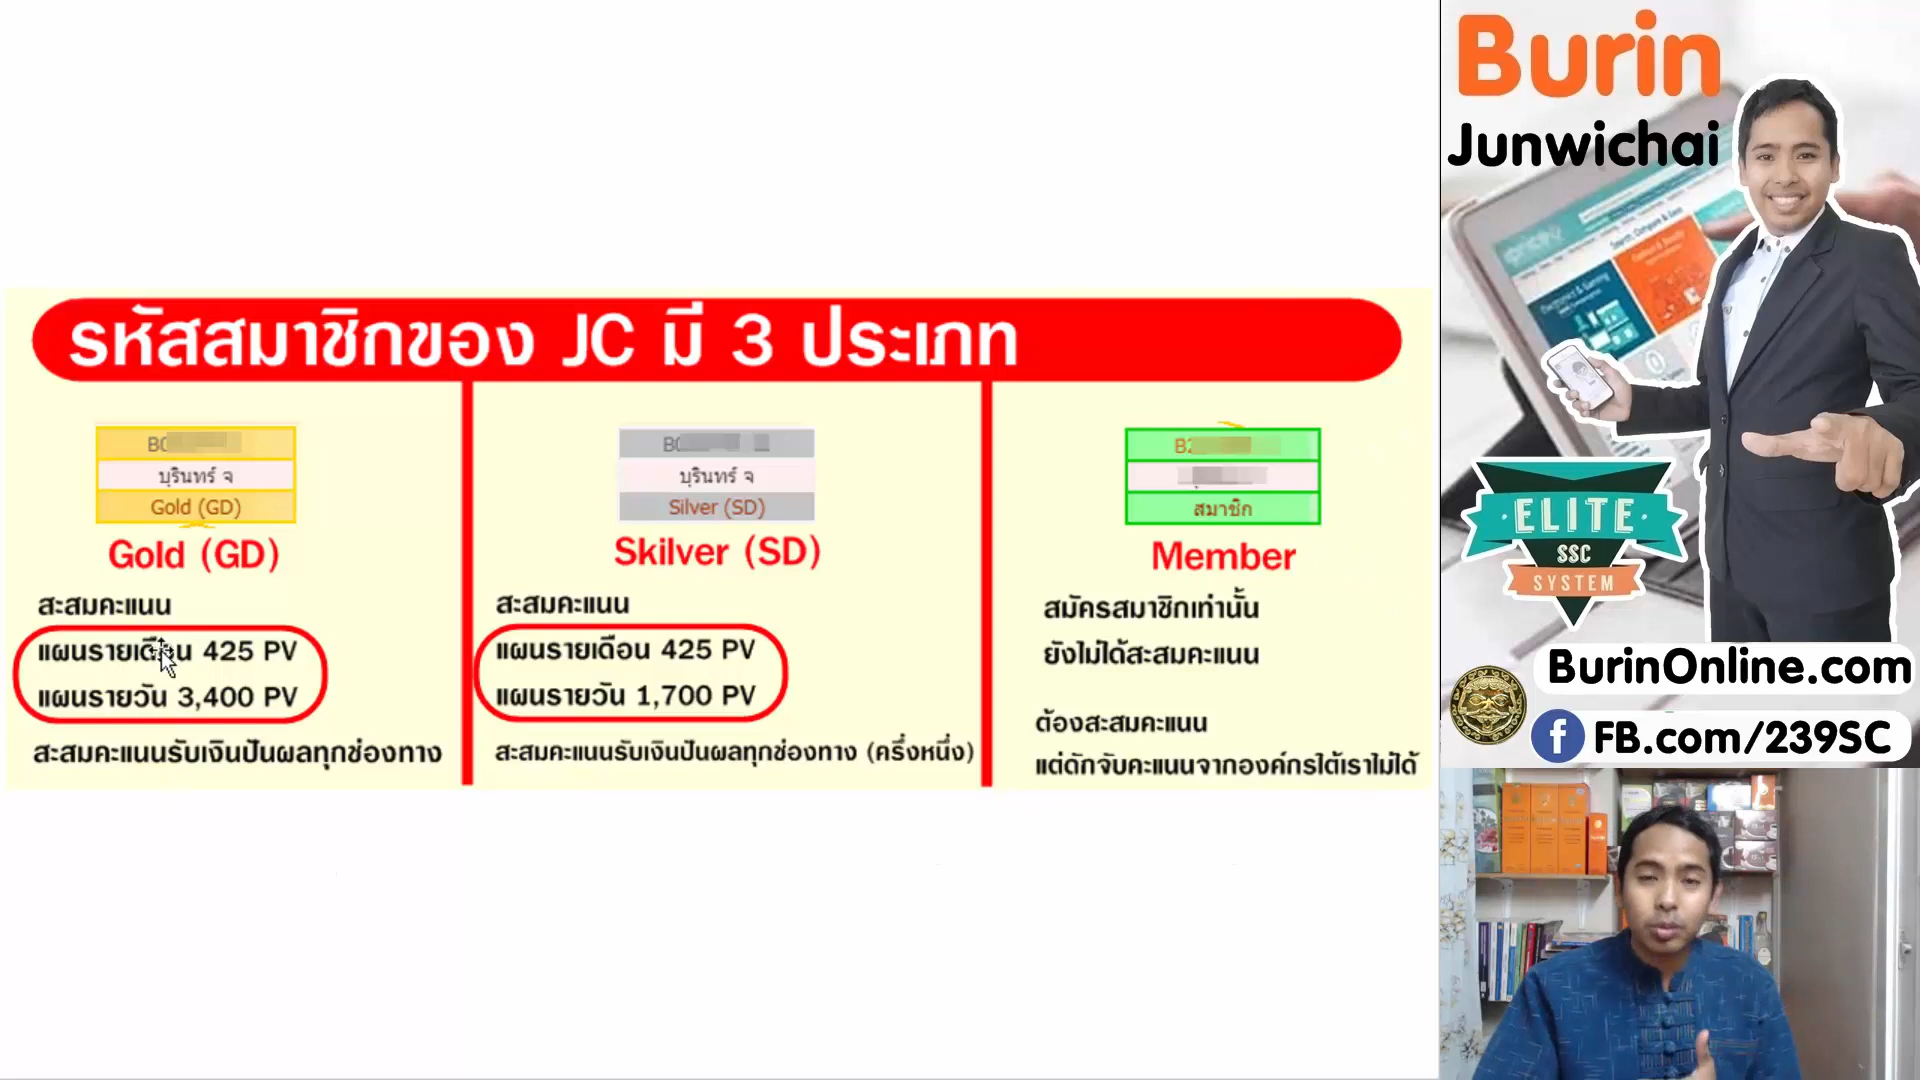 รหัสสมาชิกของ JC มี 3 ประเภท
บุรินทร์ จ
Gold (GD)
Gold (GD)
สะสมคะแนน
แผนรายเดือน 425 PV
แผนรายวัน 3,400 PV
สะสมคะแนนรับเงินปันผลทุกช่องทาง
บุรินทร์ จ
Silver (SD)
Skilver (SD)
สะสมคะแนน
แผนรายเดือน 425 PV
แผนรายวัน 1,700 PV
สะสมคะแนนรับเงินปันผลทุกช่องทาง (ครึ่งหนึ่ง)
สมาชิก
Member
สมัครสมาชิกเท่านั้น
ยังไม่ได้สะสมคะแนน
ต้องสะสมคะแนน
แต่ดักจับคะแนนจากองค์กรใต้เราไม่ได้
Burin
Junwichai
ELITE
SSC
SYSTEM
BurinOnline.com
f FB.com/239SC